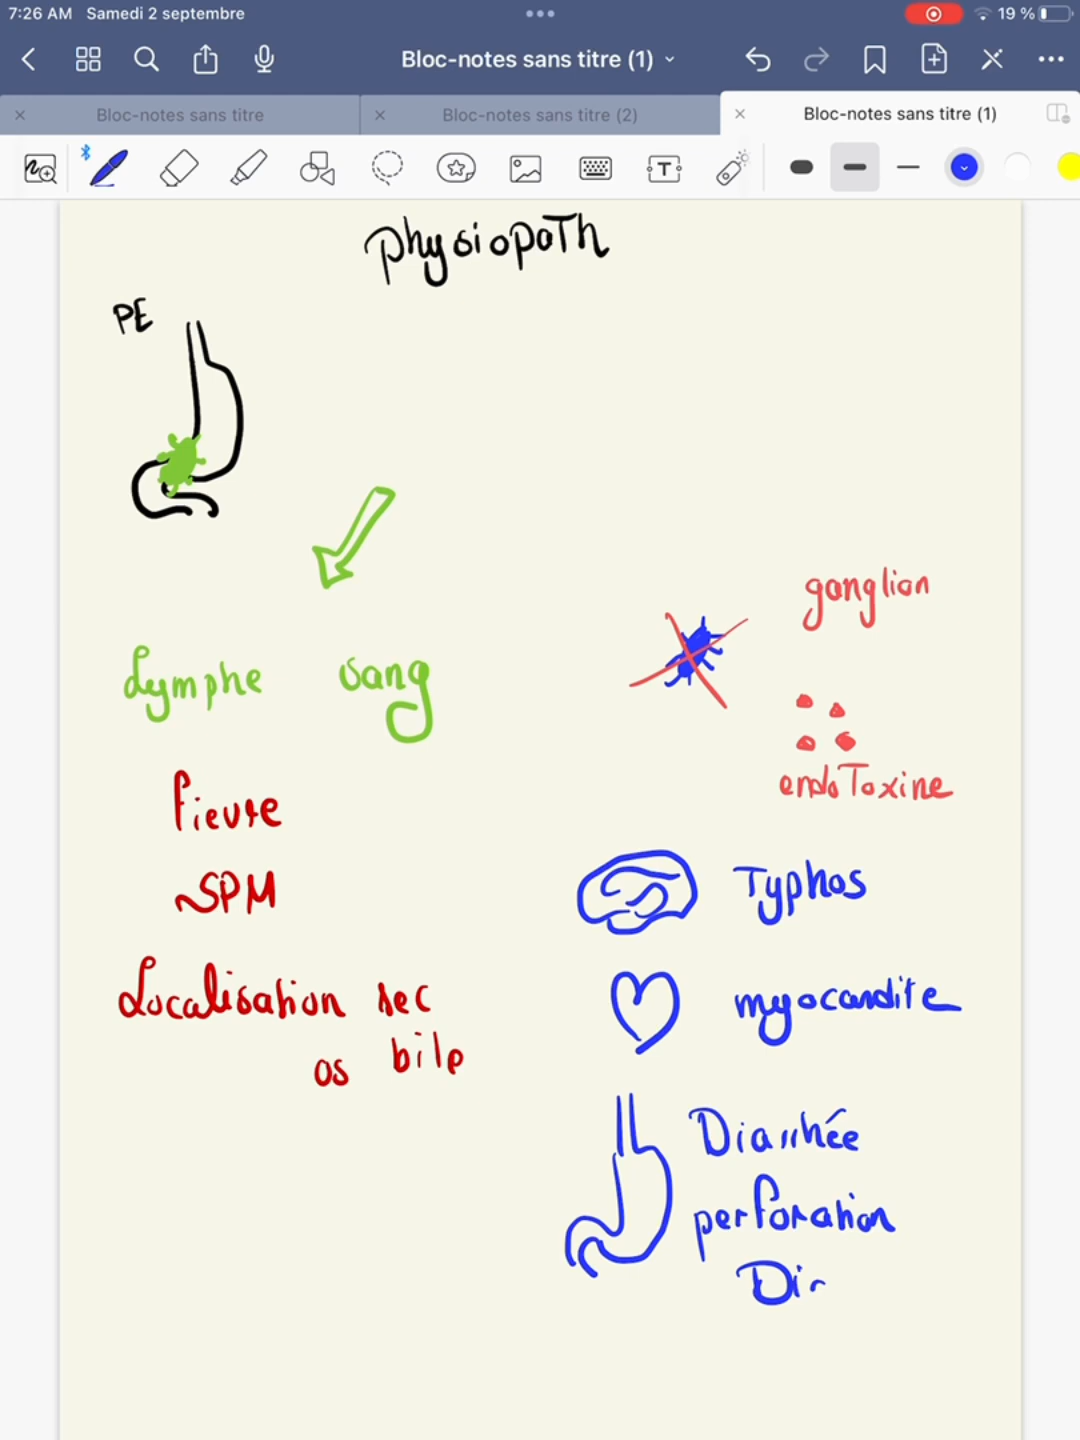 7:26 AM Samedi 2 septembre
19 %
Bloc-notes sans titre (1)
Bloc-notes sans titre
Bloc-notes sans titre (2)
Bloc-notes sans titre (1)
T
physiopaTh
PE
ganglion
Lymphe sang
endoToxine
fievre
SPM
Typhos
Localisation sec
os bile
myocardite
Diarrhée
perforation
Dir